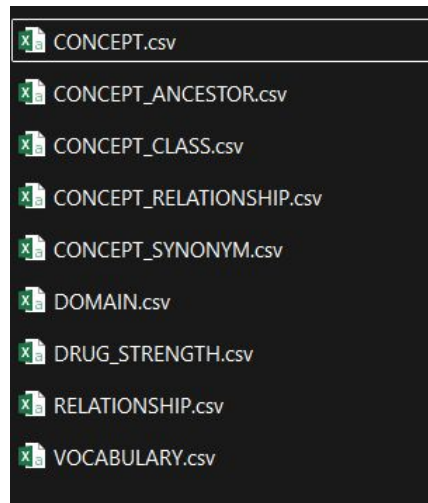 CONCEPT.csv
CONCEPT_ANCESTOR.csv
CONCEPT_CLASS.csv
CONCEPT_RELATIONSHIP.csv
CONCEPT_SYNONYM.csv
DOMAIN.csv
DRUG_STRENGTH.csv
RELATIONSHIP.csv
VOCABULARY.csv